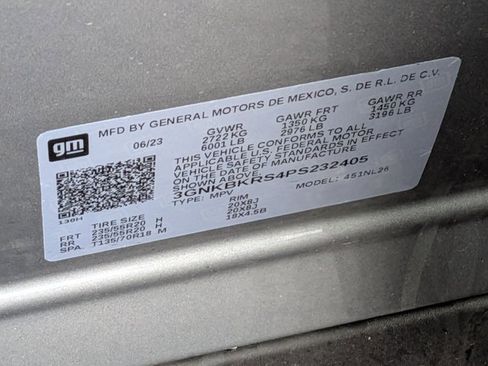 gm
MFD BY GENERAL MOTORS DE MEXICO, S. DE R.L. DE C.V.
06/23 GVWR GAWR FRT GAWR RR
2722 KG 1350 KG 1450 KG
6001 LB 2976 LB 3196 LB
THIS VEHICLE CONFORMS TO ALL
APPLICABLE U.S. FEDERAL MOTOR
VEHICLE SAFETY STANDARDS IN EFFECT
ON THE DATE OF MANUFACTURE
SHOWN ABOVE.
3GNKBKRS4PS232405
TYPE: MPV MODEL: 451NL26
136H
TIRE SIZE RIM
FRT 235/55R20 H 20X8J
RR 235/55R20 H 20X8J
SPA. T135/70R18 M 18X4.5B